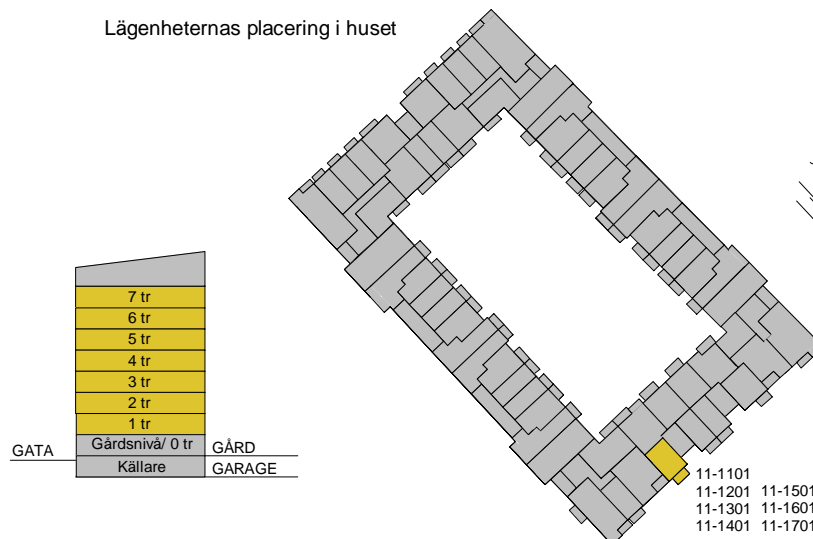 Lägenheternas placering i huset
7 tr
6 tr
5 tr
4 tr
3 tr
2 tr
1 tr
Gårdsnivå/ 0 tr
Källare
GATA
GÅRD
GARAGE
11-1101
11-1201 11-1501
11-1301 11-1601
11-1401 11-1701